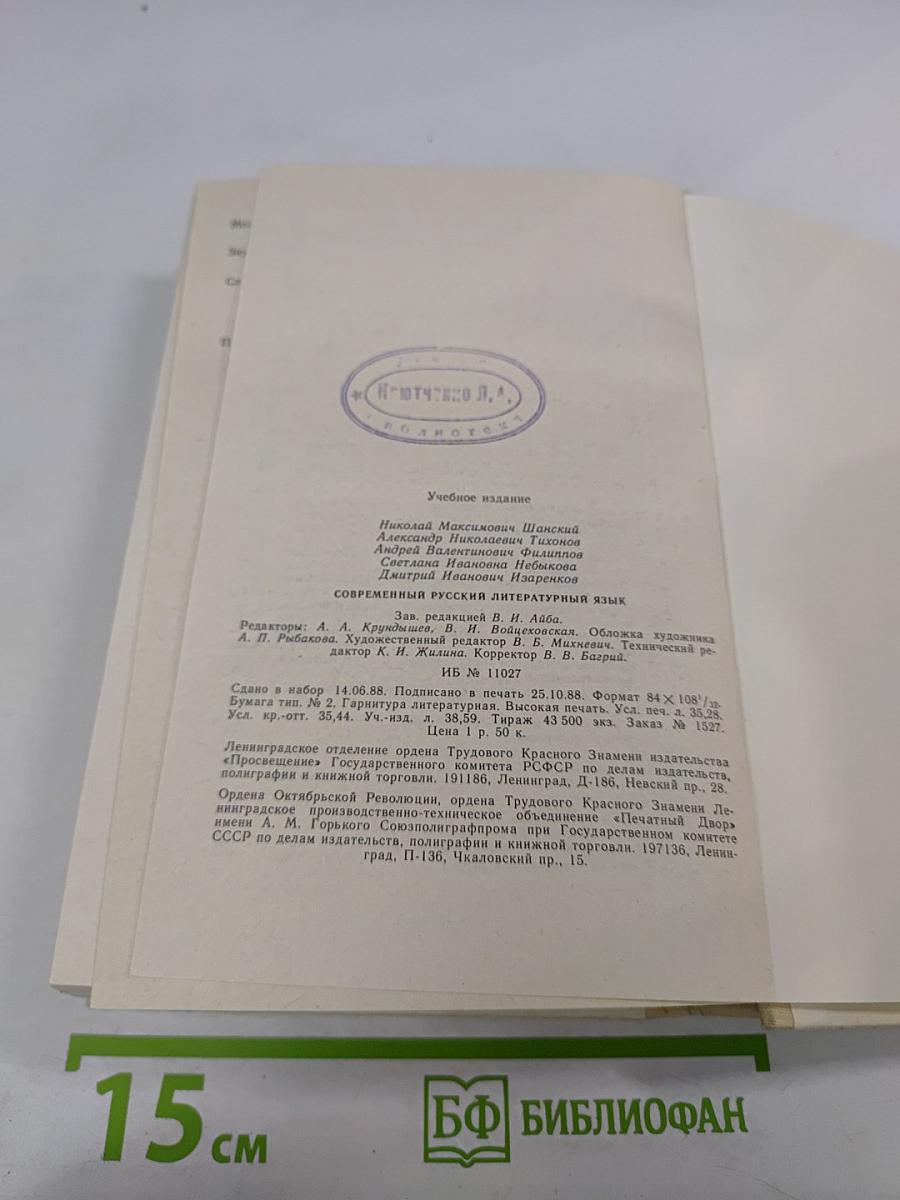 Учебное издание
Николай Максимович Шанский
Александр Николаевич Тихонов
Андрей Валентинович Филиппов
Светлана Ивановна Небыкова
Дмитрий Иванович Изаренков
СОВРЕМЕННЫЙ РУССКИЙ ЛИТЕРАТУРНЫЙ ЯЗЫК
Зав. редакцией В. И. Айба.
Редакторы: А. А. Крундышев, В. И. Войцеховская. Обложка художника
А. П. Рыбакова. Художественный редактор В. Б. Михневич. Технический ре-
дактор К. И. Жилина. Корректор В. В. Багрий.
ИБ № 11027
Сдано в набор 14.06.88. Подписано в печать 25.10.88. Формат 84×108¹/₃₂.
Бумага тип. № 2. Гарнитура литературная. Высокая печать. Усл. печ. л. 35,28.
Усл. кр.-отт. 35,44. Уч.-изд. л. 38,59. Тираж 43 500 экз. Заказ № 1527.
Цена 1 р. 50 к.
Ленинградское отделение ордена Трудового Красного Знамени издательства
«Просвещение» Государственного комитета РСФСР по делам издательств,
полиграфии и книжной торговли. 191186, Ленинград, Д-186, Невский пр., 28.
Ордена Октябрьской Революции, ордена Трудового Красного Знамени Ле-
нинградское производственно-техническое объединение «Печатный Двор»
имени А. М. Горького Союзполиграфпрома при Государственном комитете
СССР по делам издательств, полиграфии и книжной торговли. 197136, Ленин-
град, П-136, Чкаловский пр., 15.
15 см
БФ БИБЛИОФАН